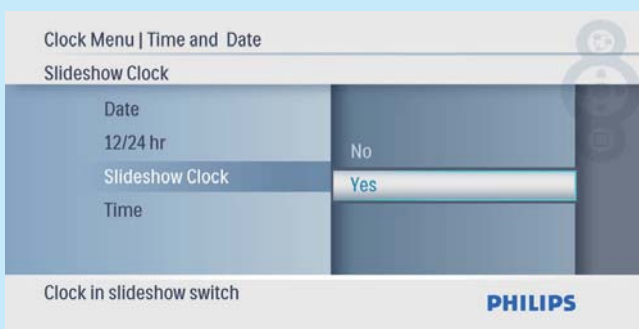 Clock Menu | Time and Date
Slideshow Clock
Date
12/24 hr
Slideshow Clock
Time
No
Yes
Clock in slideshow switch
PHILIPS